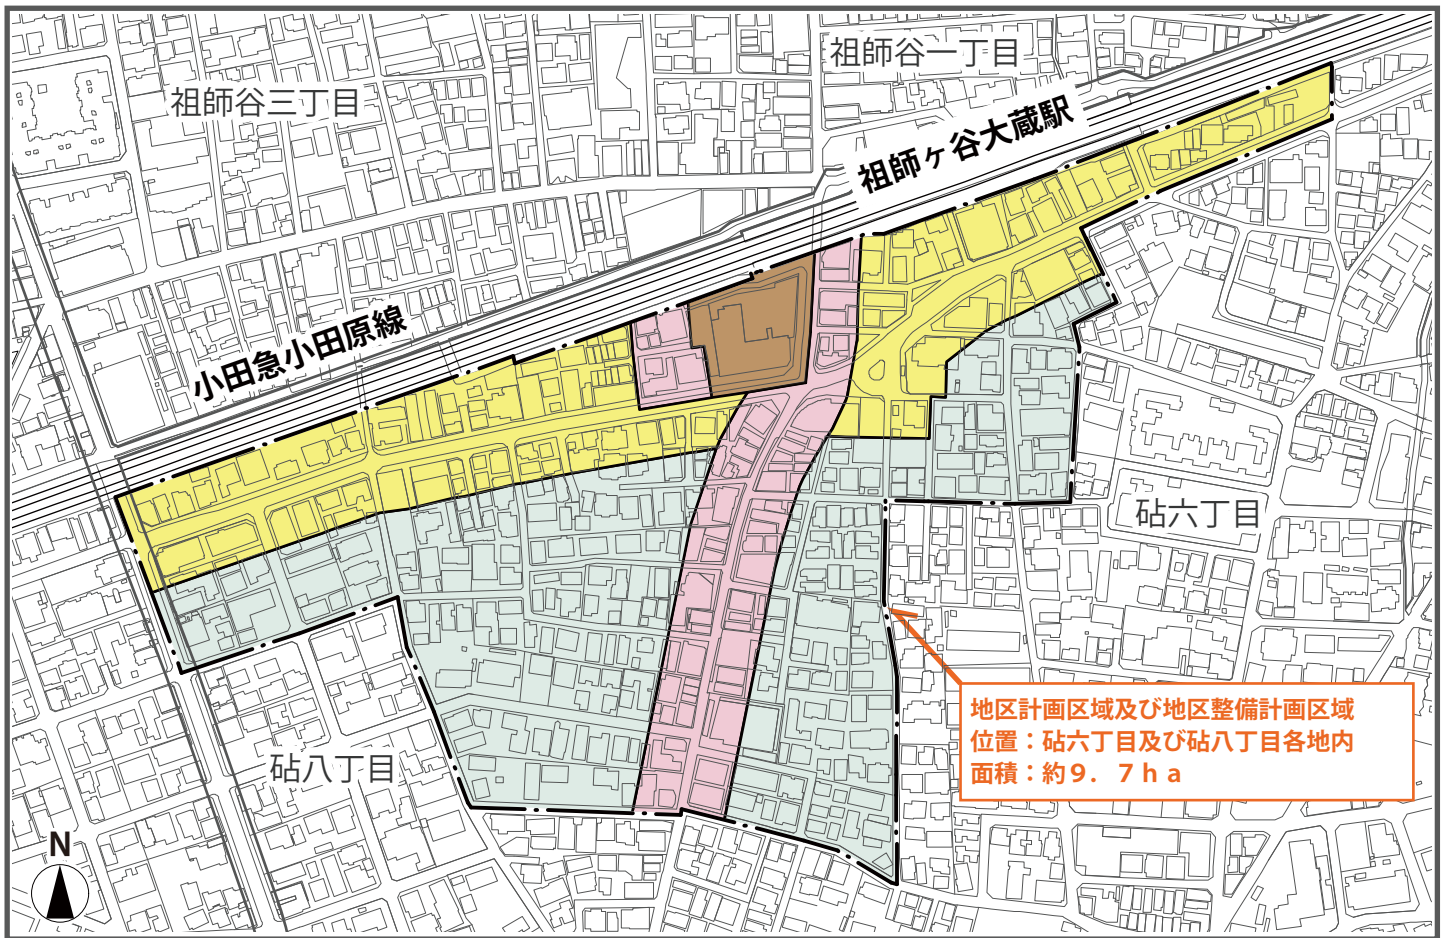 祖師谷一丁目
祖師谷三丁目
祖師ヶ谷大蔵駅
小田急小田原線
砧六丁目
地区計画区域及び地区整備計画区域
位置：砧六丁目及び砧八丁目各地内
面積：約９．７ｈａ
砧八丁目
N